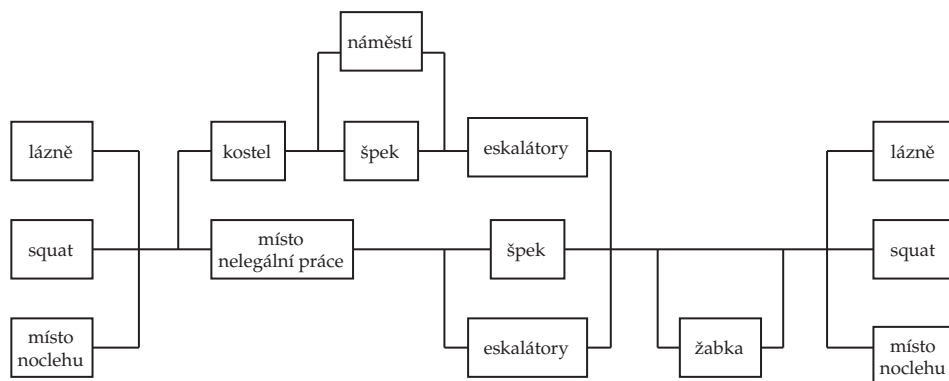 náměstí
lázně
kostel
špek
eskalátory
lázně
squat
místo
nelegální práce
špek
squat
místo
noclehu
eskalátory
žabka
místo
noclehu